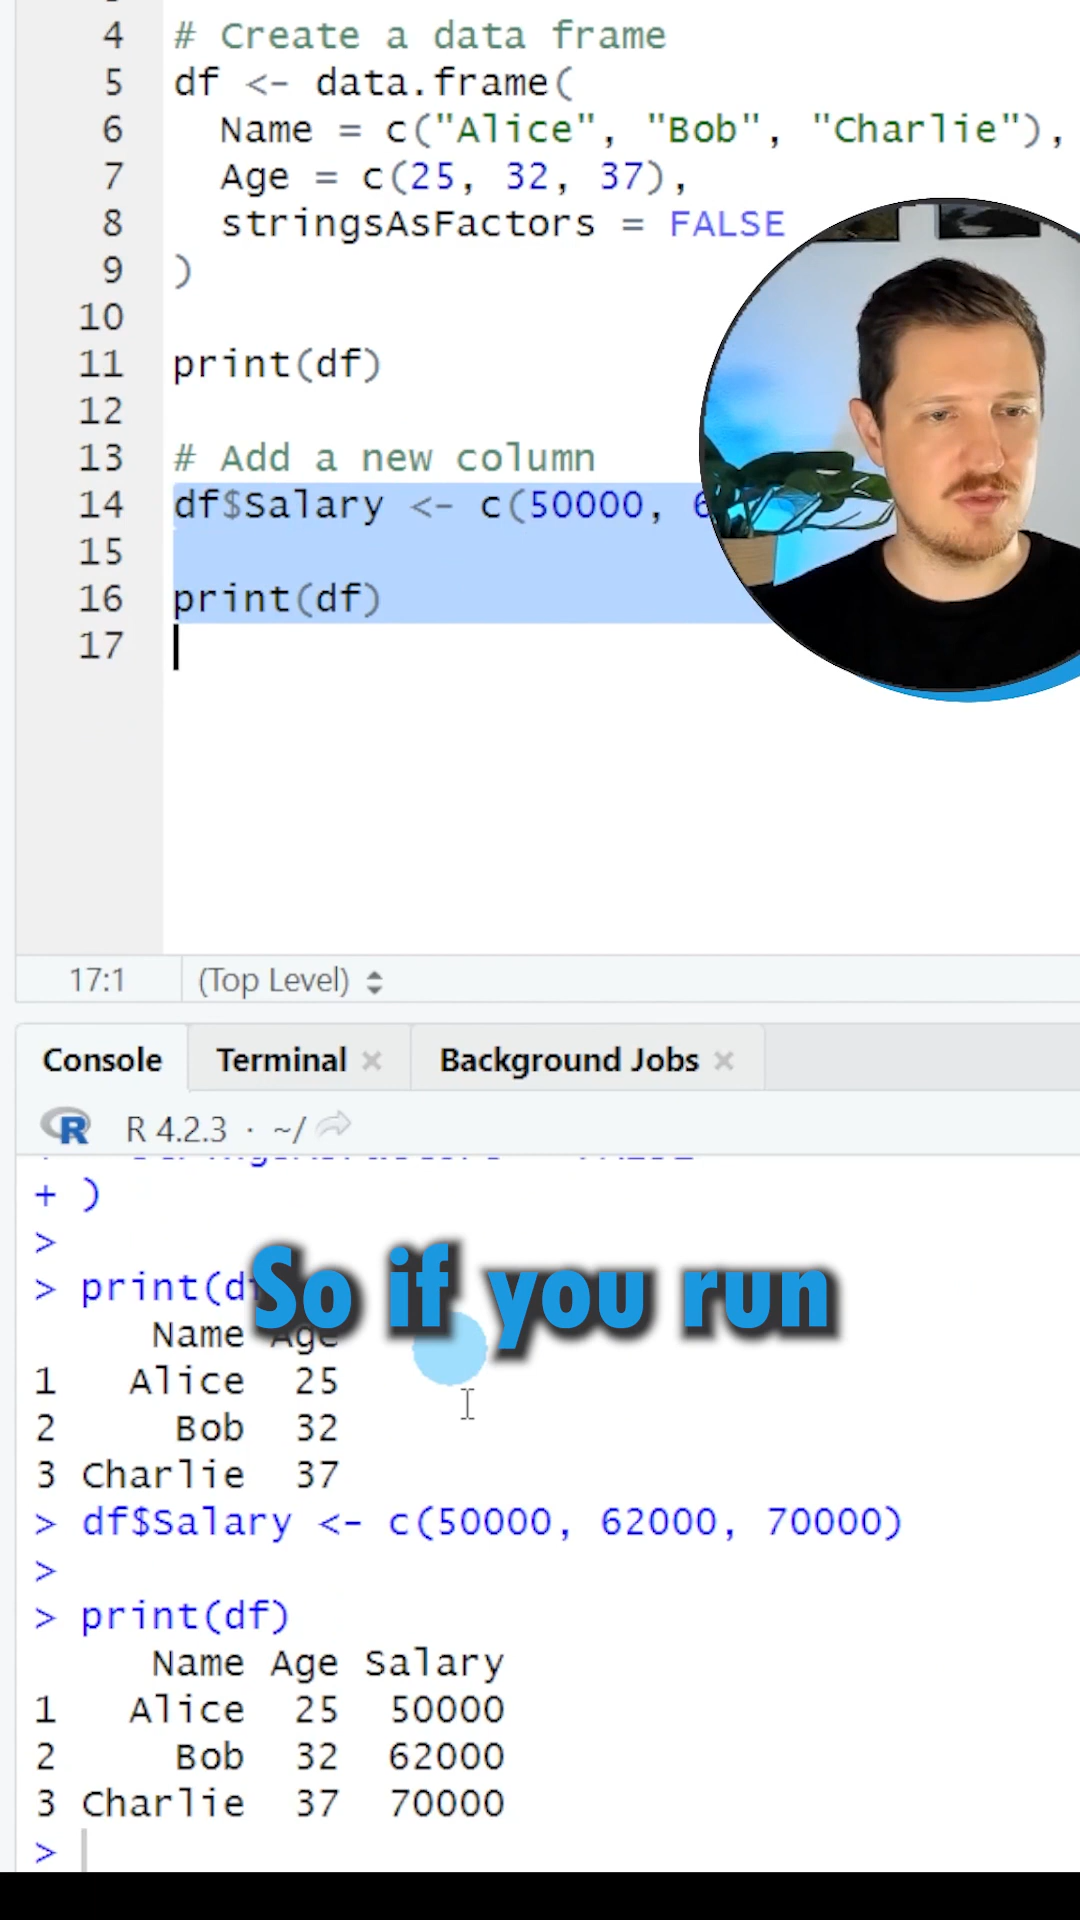 4 # Create a data frame
5 df <- data.frame(
6 Name = c("Alice", "Bob", "Charlie"),
7 Age = c(25, 32, 37),
8 stringsAsFactors = FALSE
9 )
10
11 print(df)
12
13 # Add a new column
14 df$Salary <- c(50000, 6
15
16 print(df)
17
17:1 (Top Level)
Console Terminal Background Jobs
R R 4.2.3 · ~/
+ )
>
So if you run
> print(d
Name Age
1 Alice 25
2 Bob 32
3 Charlie 37
> df$Salary <- c(50000, 62000, 70000)
>
> print(df)
Name Age Salary
1 Alice 25 50000
2 Bob 32 62000
3 Charlie 37 70000
>